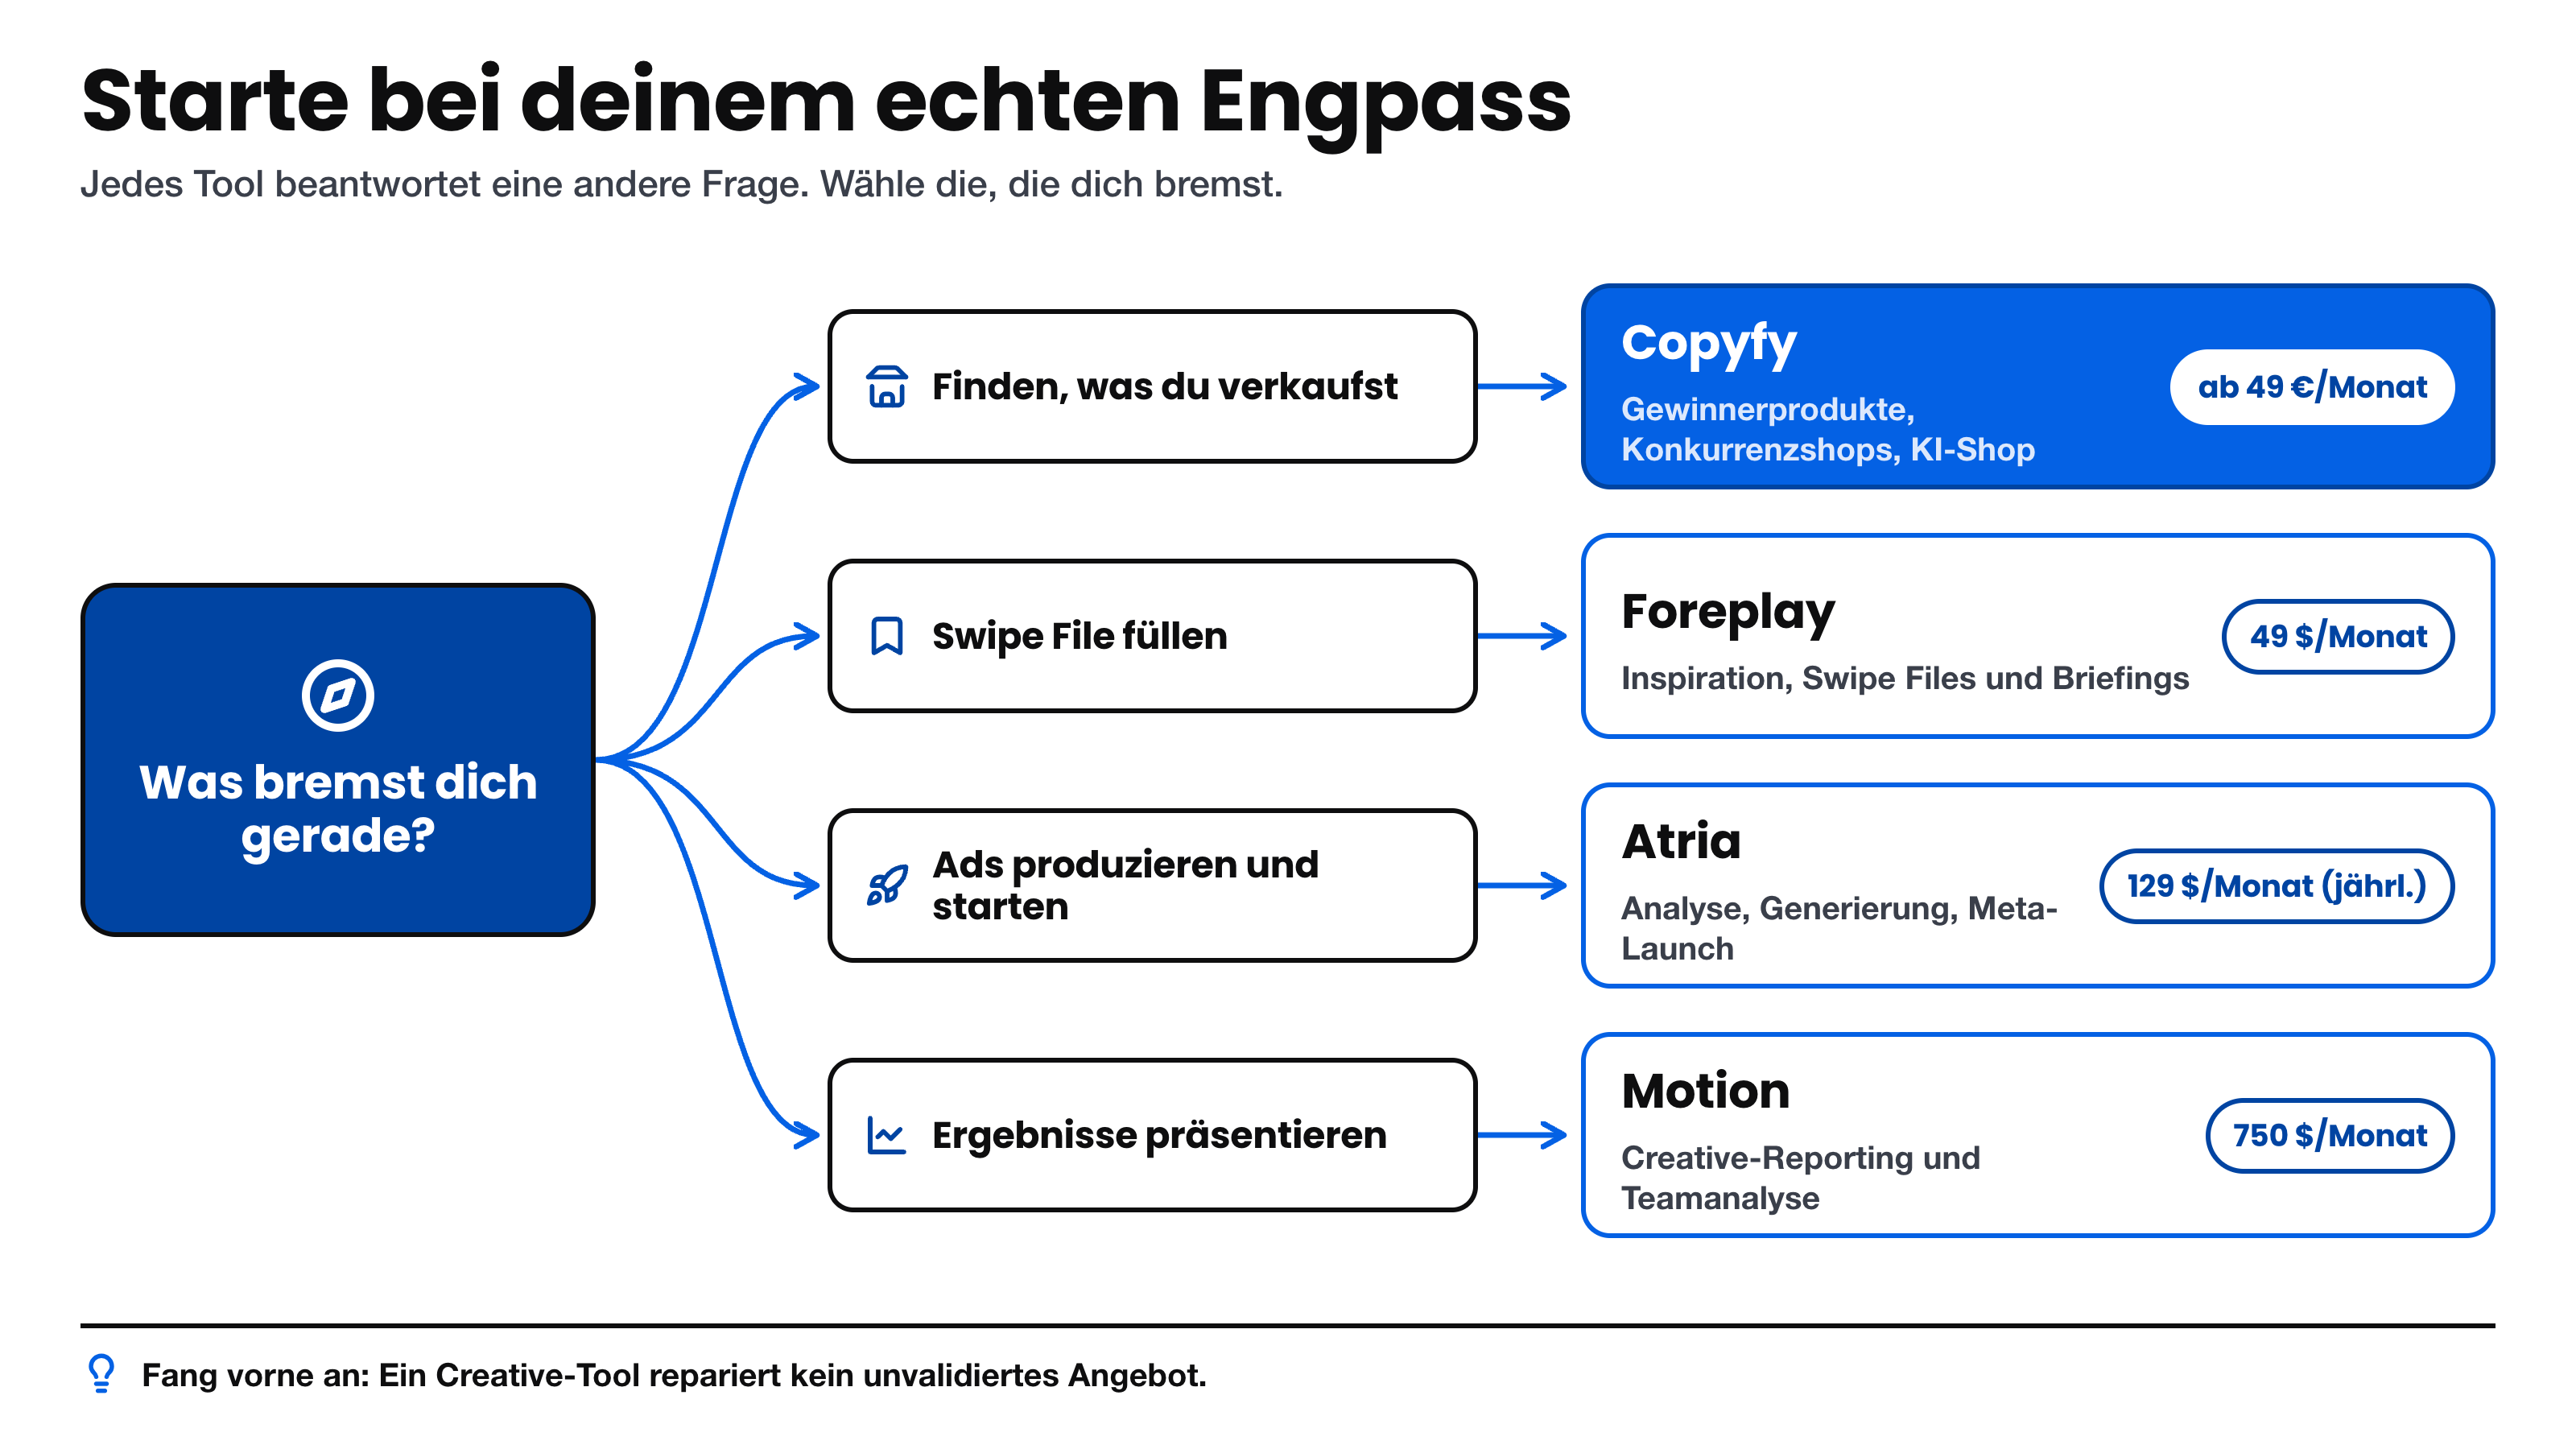 Starte bei deinem echten Engpass
Jedes Tool beantwortet eine andere Frage. Wähle die, die dich bremst.
Was bremst dich
gerade?
Finden, was du verkaufst
Copyfy
Gewinnerprodukte,
Konkurrenzshops, KI-Shop
ab 49 €/Monat
Swipe File füllen
Foreplay
Inspiration, Swipe Files und Briefings
49 $/Monat
Ads produzieren und
starten
Atria
Analyse, Generierung, Meta-
Launch
129 $/Monat (jährl.)
Ergebnisse präsentieren
Motion
Creative-Reporting und
Teamanalyse
750 $/Monat
Fang vorne an: Ein Creative-Tool repariert kein unvalidiertes Angebot.